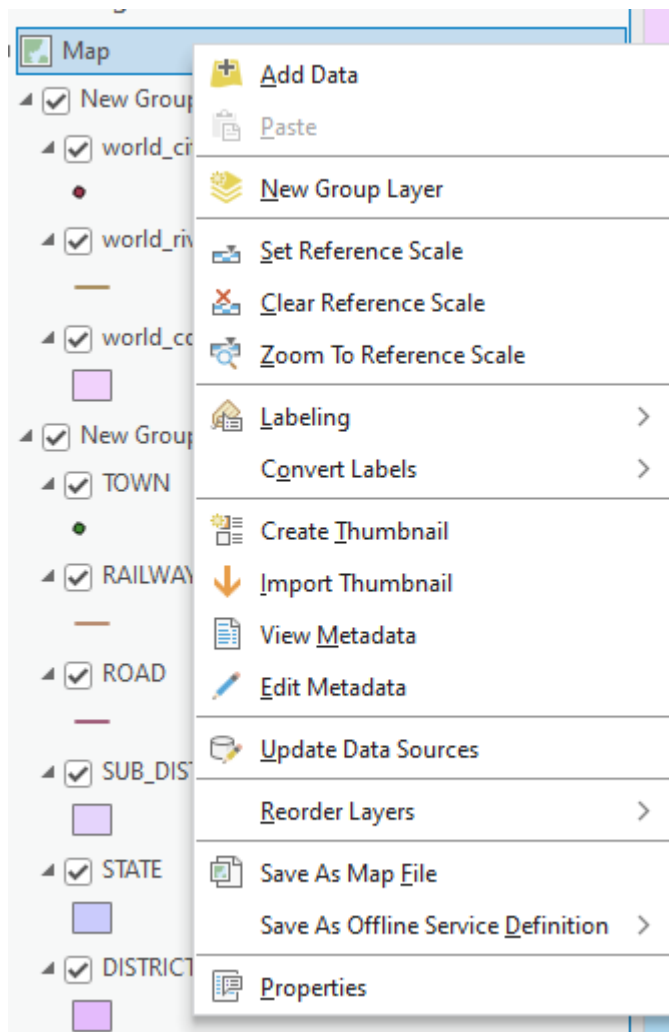 Map
New Group
world_ci
world_riv
world_co
New Group
TOWN
RAILWAY
ROAD
SUB_DIS
STATE
DISTRICT
Add Data
Paste
New Group Layer
Set Reference Scale
Clear Reference Scale
Zoom To Reference Scale
Labeling
Convert Labels
Create Thumbnail
Import Thumbnail
View Metadata
Edit Metadata
Update Data Sources
Reorder Layers
Save As Map File
Save As Offline Service Definition
Properties